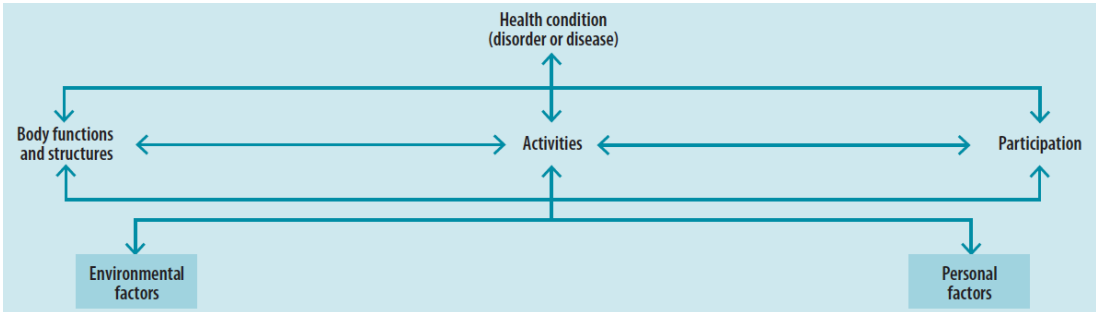 Health condition
(disorder or disease)
Body functions
and structures
Activities
Participation
Environmental
factors
Personal
factors